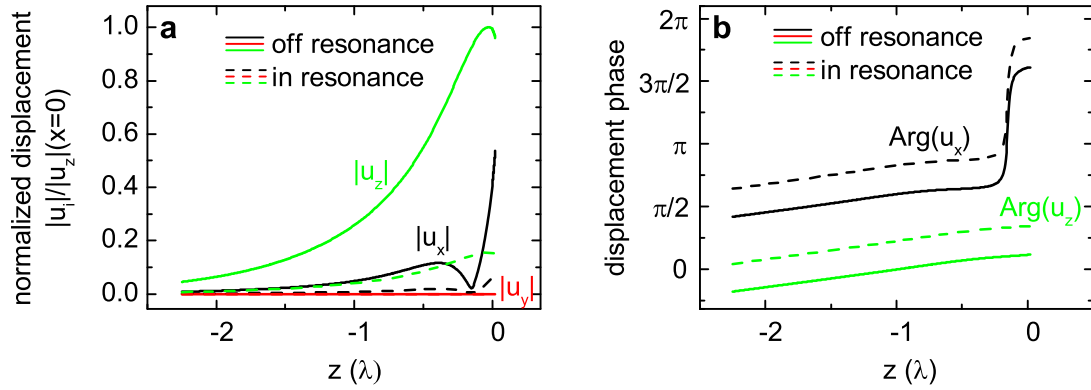 a
off resonance
in resonance
normalized displacement
|uᵢ|/|u_z|(x=0)
1.0
0.8
0.6
0.4
0.2
0.0
|u_z|
|u_x|
|u_y|
-2
-1
0
z (λ)
b
off resonance
in resonance
displacement phase
2π
3π/2
π
π/2
0
Arg(u_x)
Arg(u_z)
-2
-1
0
z (λ)